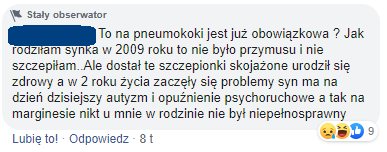 Stały obserwator
To na pneumokoki jest już obowiązkowa ? Jak
rodziłam synka w 2009 roku to nie było przymusu i nie
szczepiłam..Ale dostał te szczepionki skojażone urodził się
zdrowy a w 2 roku życia zaczęły się problemy syn ma na
dzień dzisiejszy autyzm i opuźnienie psychoruchowe a tak na
marginesie nikt u mnie w rodzinie nie był niepełnosprawny
9
Lubię to! · Odpowiedz · 8 t